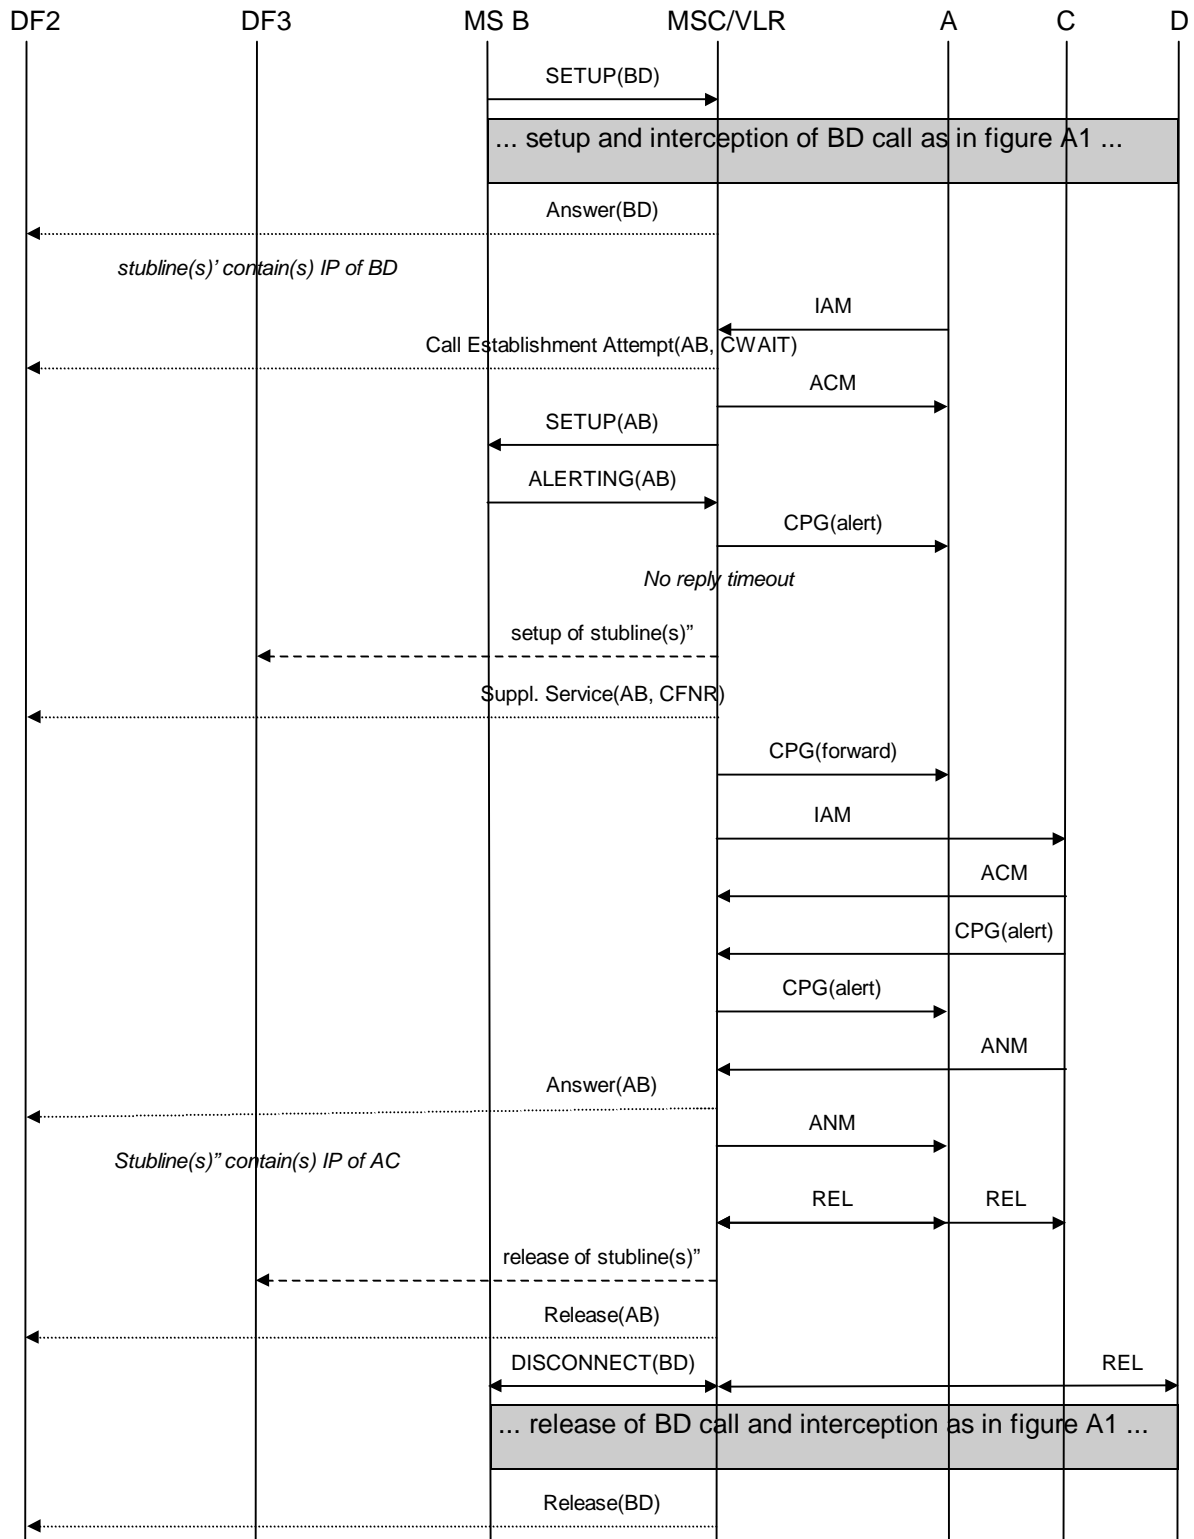 DF2 DF3 MS B MSC/VLR A C D
SETUP(BD)
... setup and interception of BD call as in figure A1 ...
Answer(BD)
stubline(s)’ contain(s) IP of BD
IAM
Call Establishment Attempt(AB, CWAIT)
ACM
SETUP(AB)
ALERTING(AB)
CPG(alert)
No reply timeout
setup of stubline(s)”
Suppl. Service(AB, CFNR)
CPG(forward)
IAM
ACM
CPG(alert)
CPG(alert)
ANM
Answer(AB)
ANM
Stubline(s)” contain(s) IP of AC
REL REL
release of stubline(s)”
Release(AB)
DISCONNECT(BD) REL
... release of BD call and interception as in figure A1 ...
Release(BD)